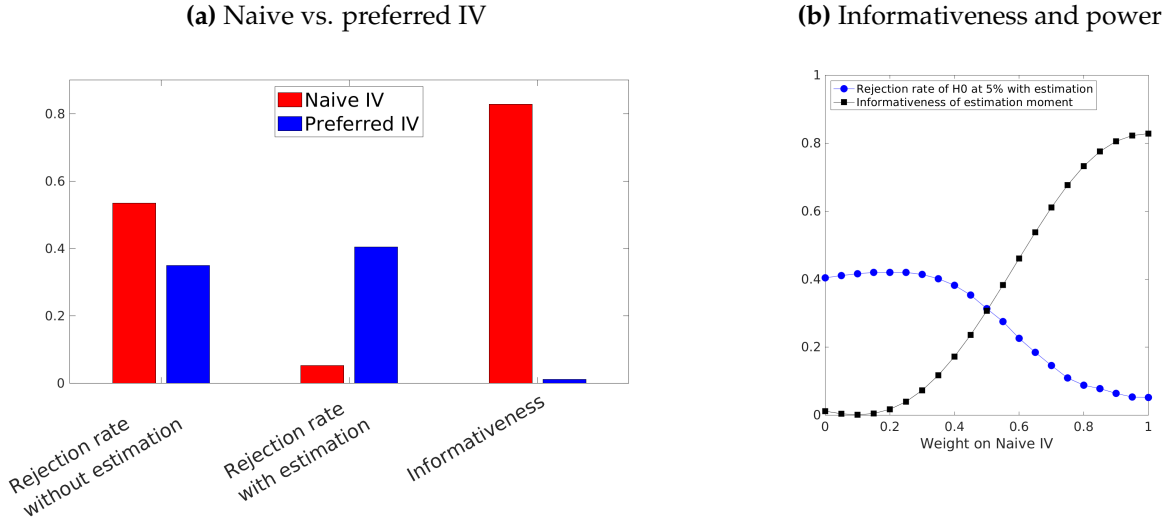 (a) Naive vs. preferred IV
Naive IV
Preferred IV
0.8
0.6
0.4
0.2
0
Rejection rate
without estimation
Rejection rate
with estimation
Informativeness
(b) Informativeness and power
1
Rejection rate of H0 at 5% with estimation
Informativeness of estimation moment
0.8
0.6
0.4
0.2
0
0 0.2 0.4 0.6 0.8 1
Weight on Naive IV